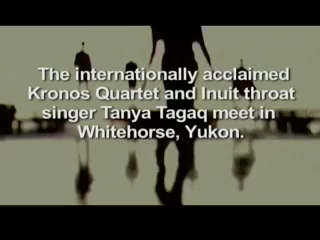 The internationally acclaimed
Kronos Quartet and Inuit throat
singer Tanya Tagaq meet in
Whitehorse, Yukon.